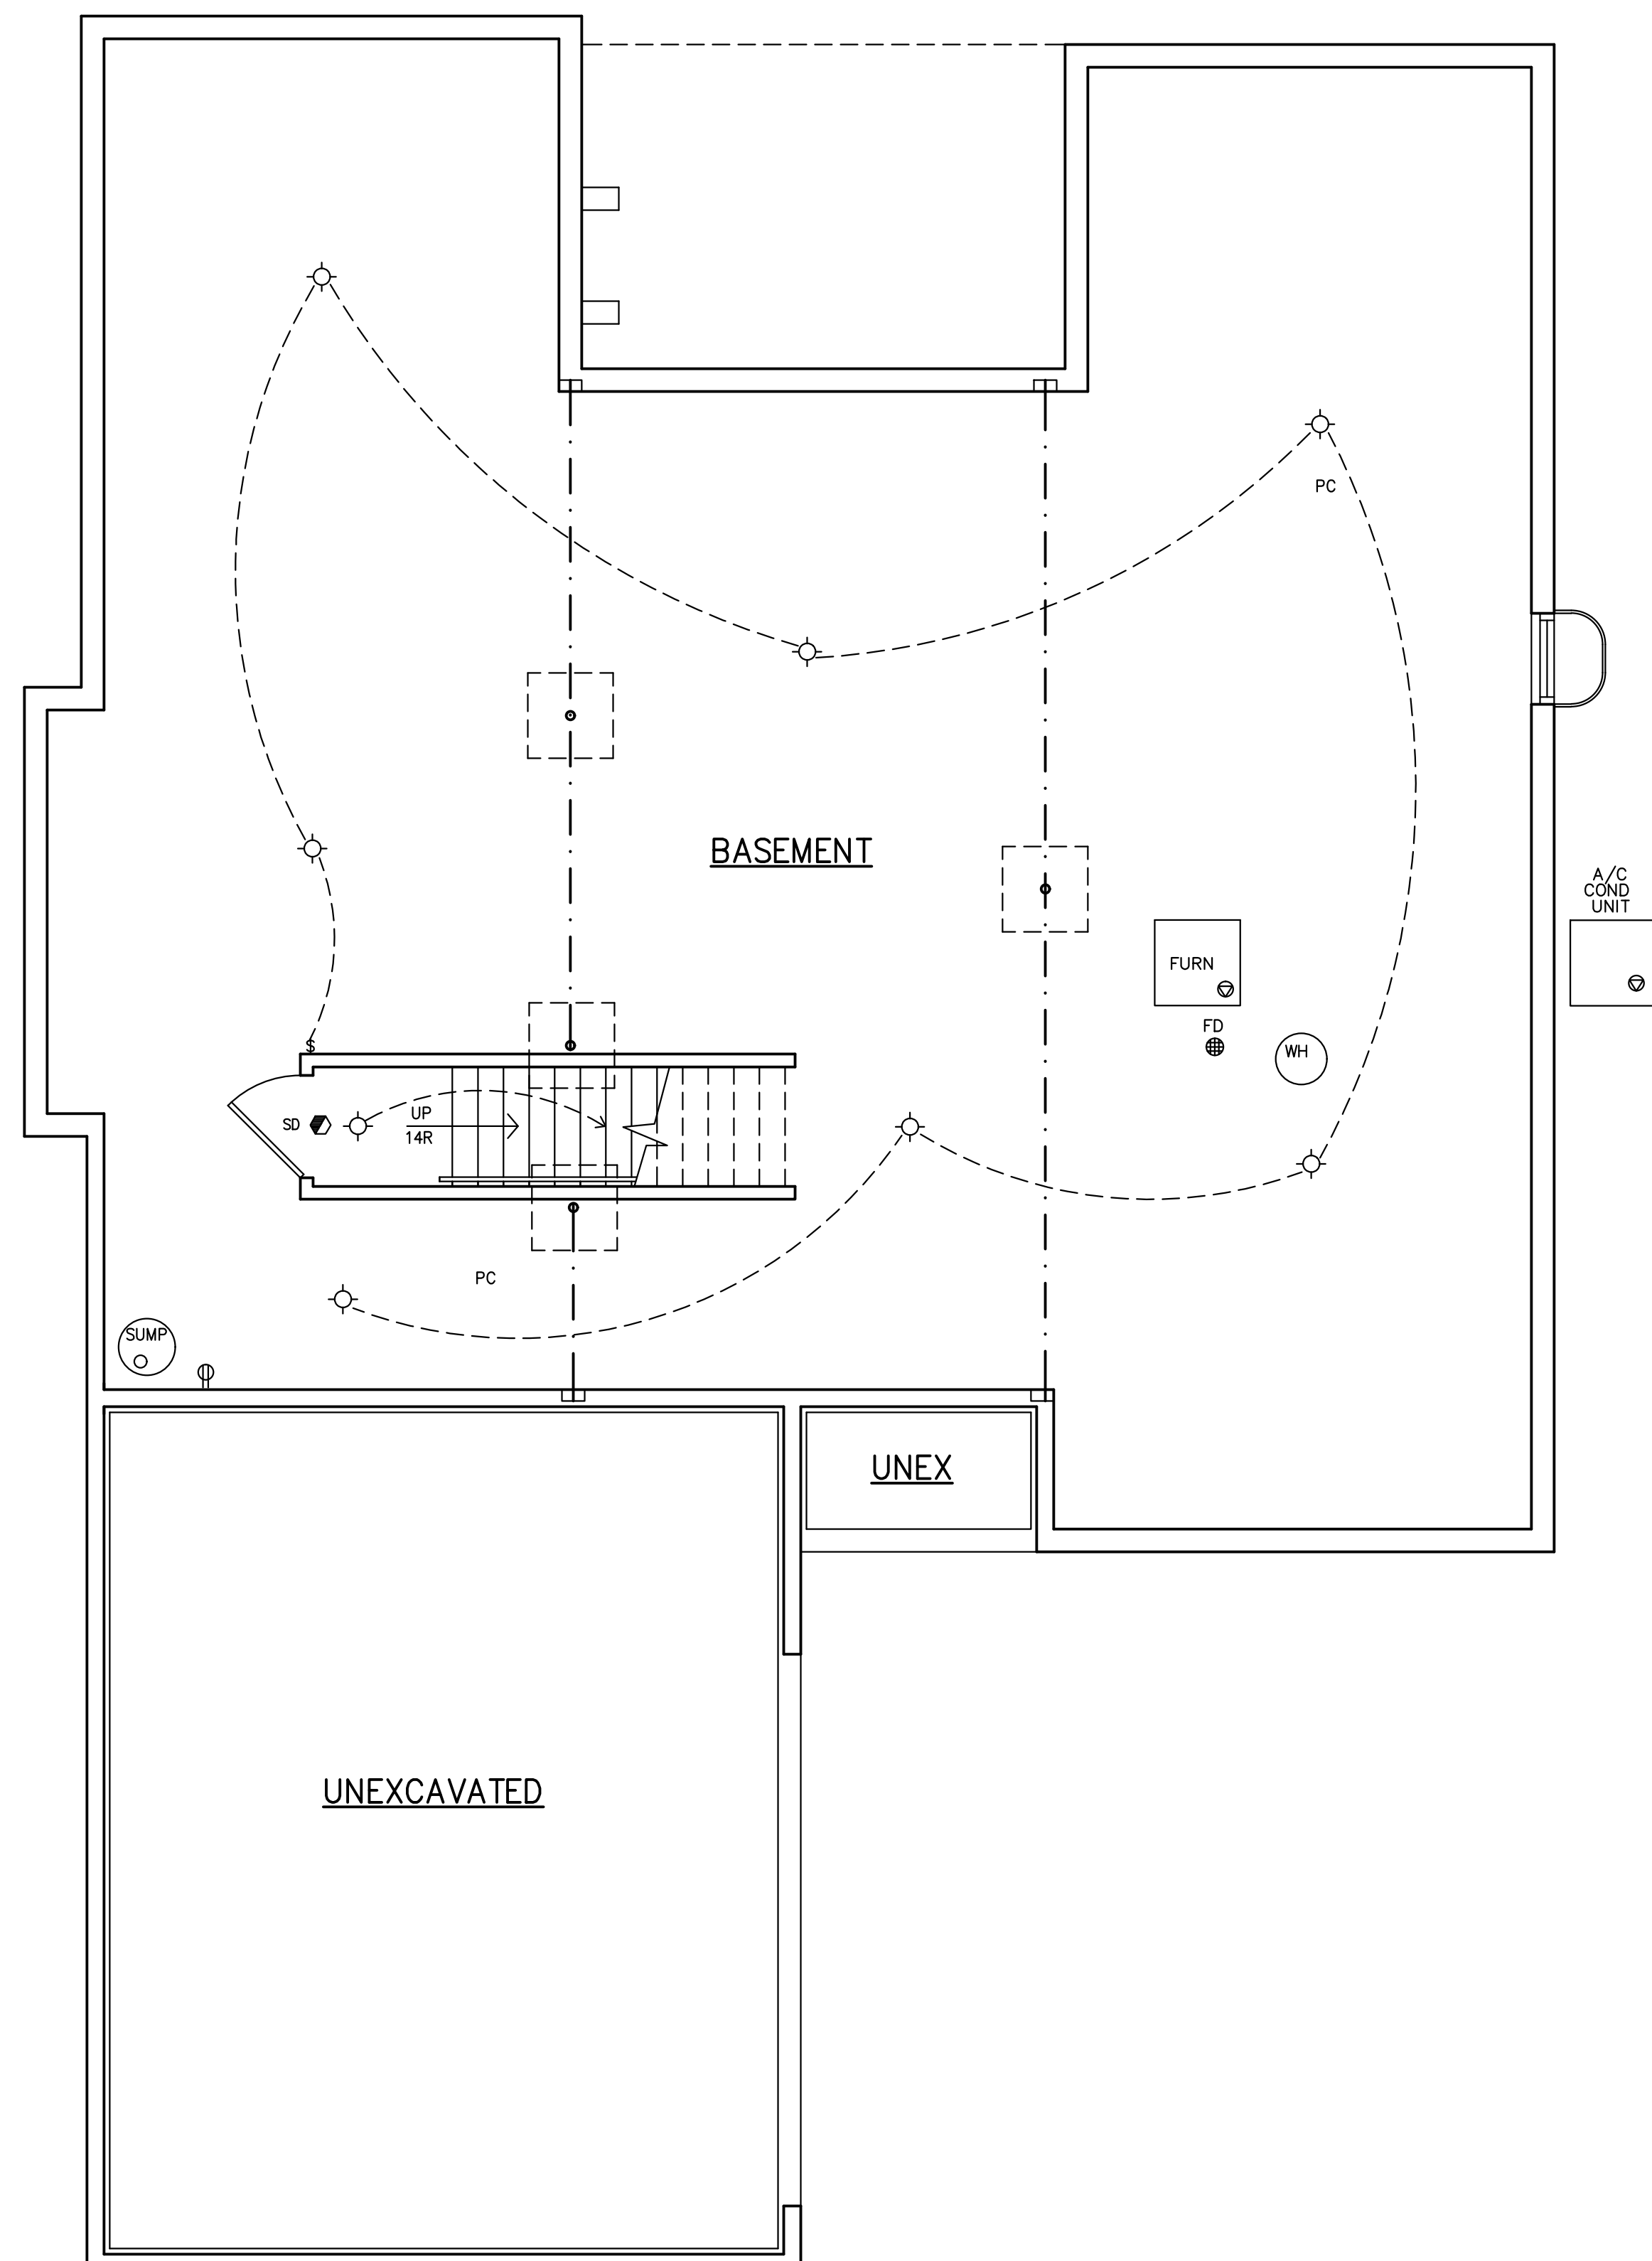 PC
BASEMENT
A/C
COND
UNIT
FURN
FD
$
WH
SD
UP
14R
PC
SUMP
UNEX
UNEXCAVATED